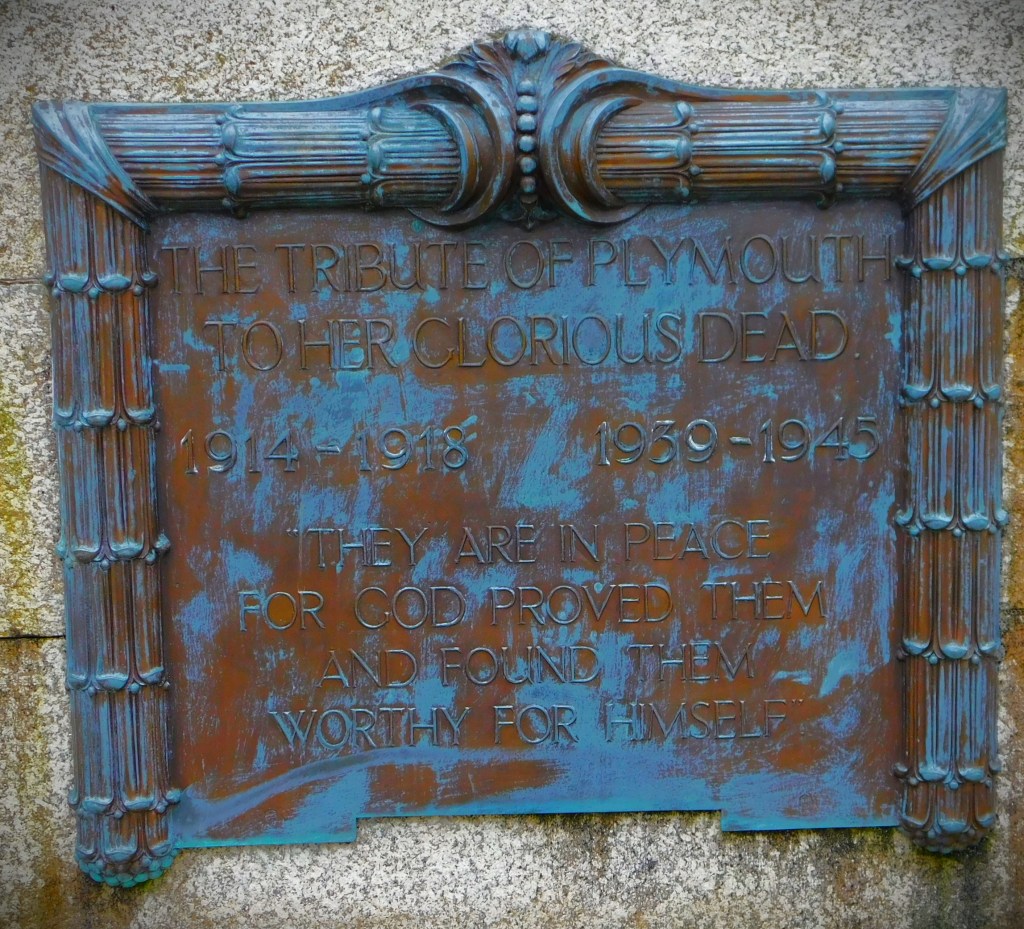 THE TRIBUTE OF PLYMOUTH
TO HER GLORIOUS DEAD.
1914 - 1918 1939 - 1945
"THEY ARE IN PEACE
FOR GOD PROVED THEM
AND FOUND THEM
WORTHY FOR HIMSELF"